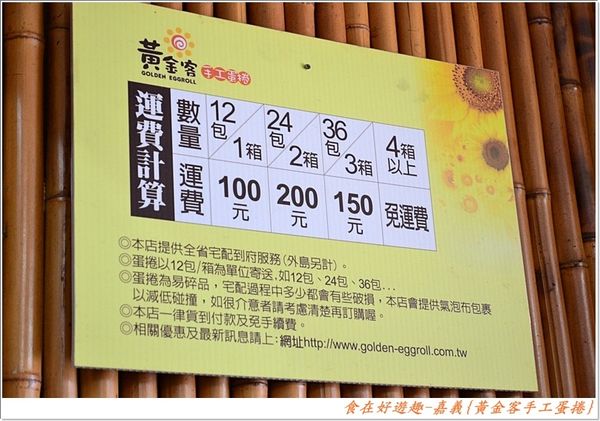 黃金客 手工蛋捲
GOLDEN EGGROLL
運費計算
數量 12包 1箱 24包 2箱 36包 3箱 4箱以上
運費 100元 200元 150元 免運費
◎本店提供全省宅配到府服務(外島另計)。
◎蛋捲以12包/箱為單位寄送.如12包、24包、36包...
◎蛋捲為易碎品，宅配過程中多少都會有些破損，本店會提供氣泡布包裹
以減低碰撞，如很介意者請考慮清楚再訂購喔。
◎本店一律貨到付款及免手續費。
◎相關優惠及最新訊息請上:網址http://www.golden-eggroll.com.tw
食在好遊趣-嘉義{黃金客手工蛋捲}